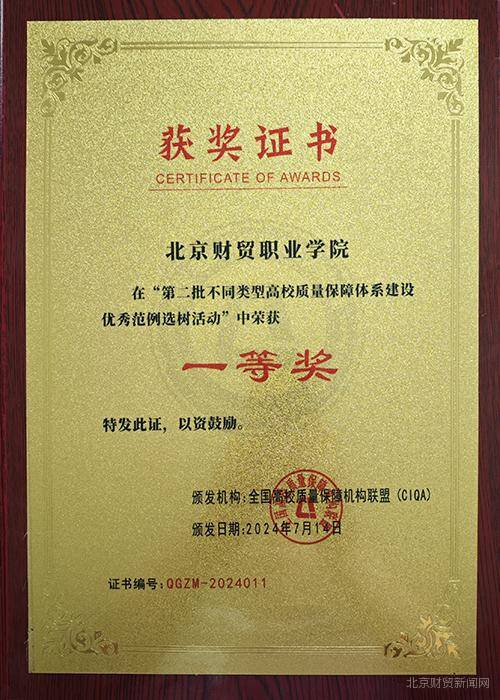 获奖证书
CERTIFICATE OF AWARDS
北京财贸职业学院
在“第二批不同类型高校质量保障体系建设
优秀范例选树活动”中荣获
一等奖
特发此证，以资鼓励。
颁发机构：全国高校质量保障机构联盟（CIQA）
颁发日期：2024年7月14日
证书编号：QGZM-2024011
北京财贸新闻网